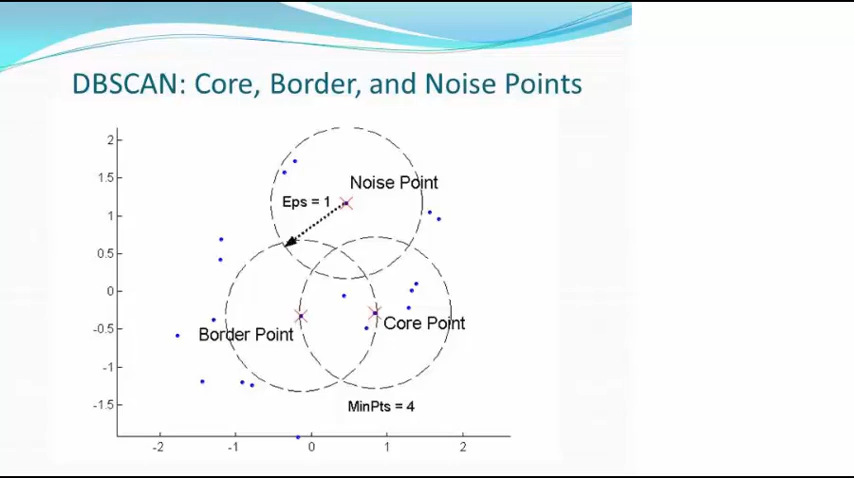 DBSCAN: Core, Border, and Noise Points
2
1.5
1
0.5
0
-0.5
-1
-1.5
-2
-1
0
1
2
Noise Point
Eps = 1
Border Point
Core Point
MinPts = 4